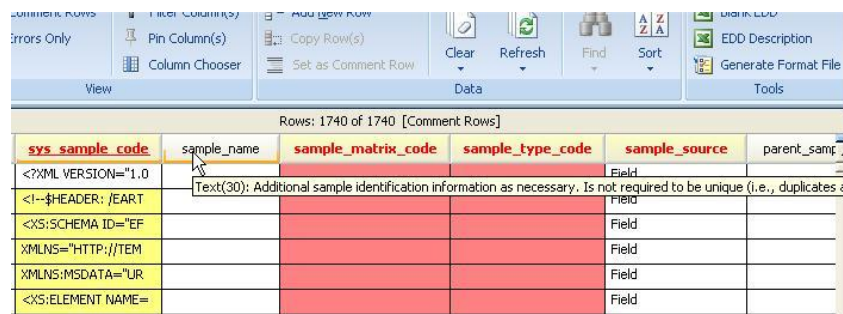 Comment Rows Filter Column(s) Add New Row Blank EDD
Errors Only Pin Column(s) Copy Row(s) Clear Refresh Find Sort EDD Description
Column Chooser Set as Comment Row Generate Format File
View Data Tools
Rows: 1740 of 1740 [Comment Rows]
sys_sample_code sample_name sample_matrix_code sample_type_code sample_source parent_samp
<?XML VERSION="1.0 Field
Text(30): Additional sample identification information as necessary. Is not required to be unique (i.e., duplicates a
<!--$HEADER: /EART Field
<XS:SCHEMA ID="EF Field
XMLNS="HTTP://TEM Field
XMLNS:MSDATA="UR Field
<XS:ELEMENT NAME= Field